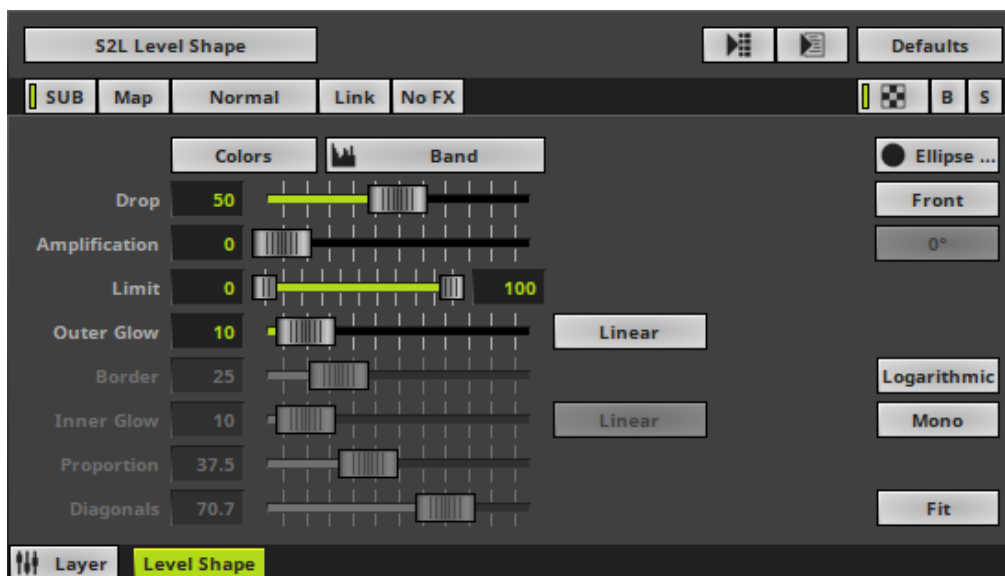 S2L Level Shape Defaults
SUB Map Normal Link No FX B S
Colors Band Ellipse ...
Drop 50 Front
Amplification 0 0°
Limit 0 100
Outer Glow 10 Linear
Border 25 Logarithmic
Inner Glow 10 Linear Mono
Proportion 37.5
Diagonals 70.7 Fit
Layer Level Shape